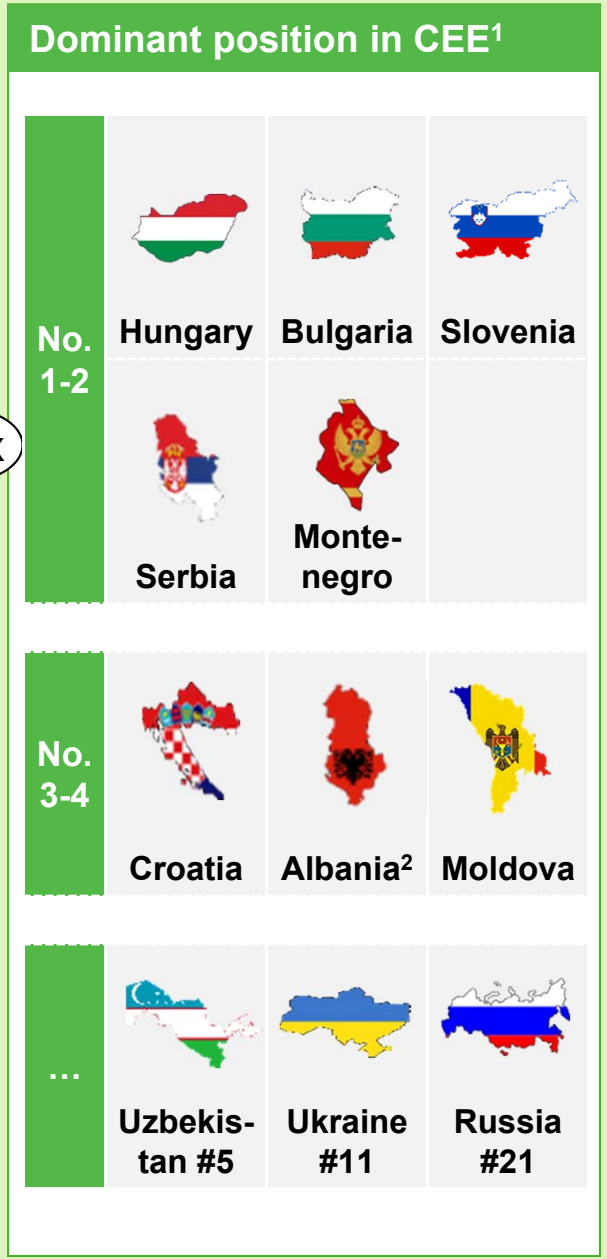 Dominant position in CEE¹
No.
1-2
Hungary
Bulgaria
Slovenia
Serbia
Monte-
negro
No.
3-4
Croatia
Albania²
Moldova
...
Uzbekis-
tan #5
Ukraine
#11
Russia
#21